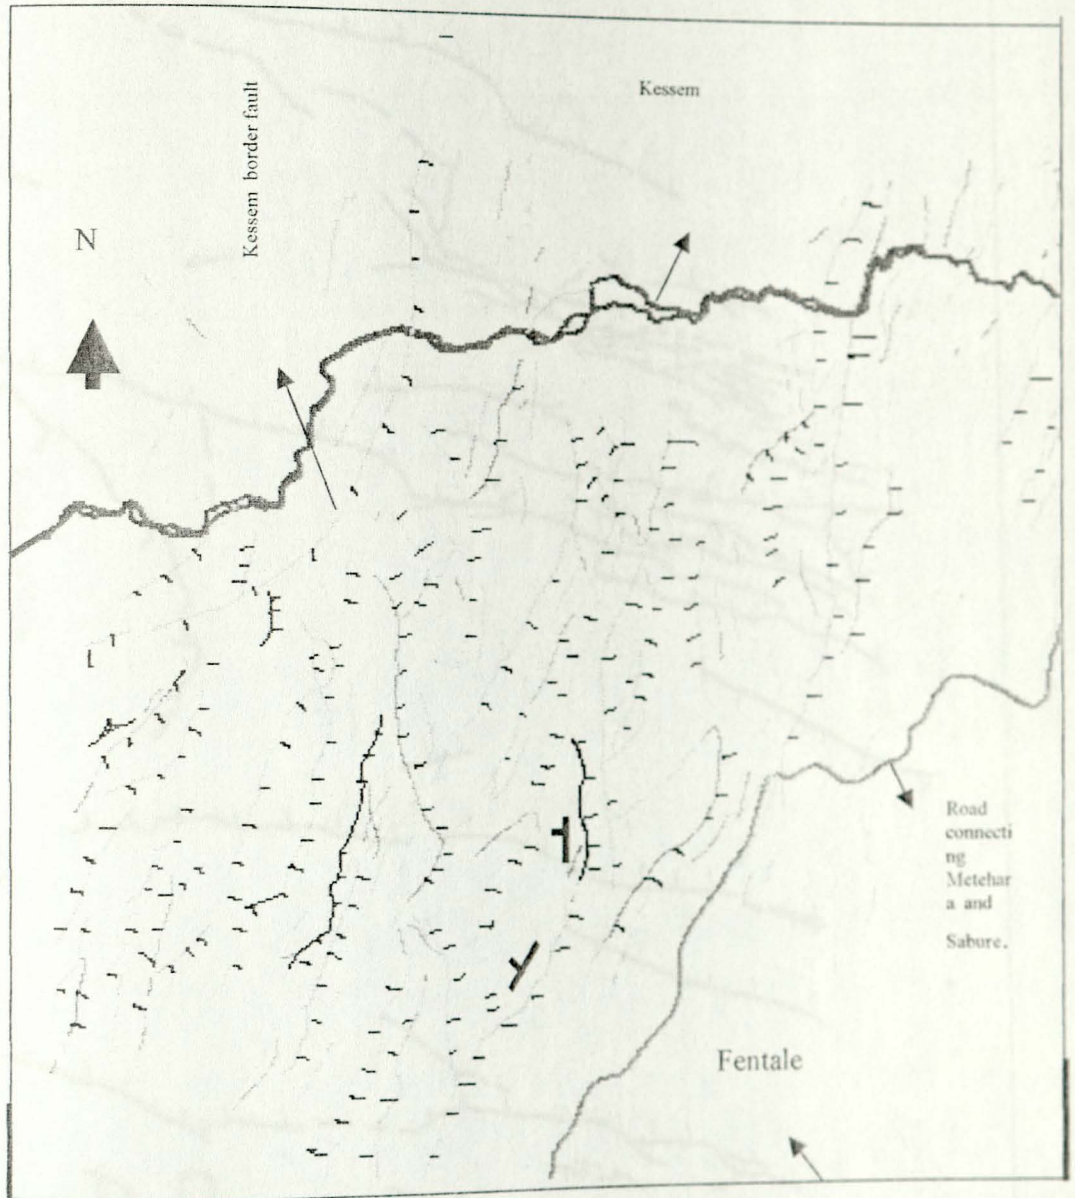 Kessem
Kessem border fault
N
Road
connecti
ng
Metehar
a and
Sabure.
Fentale